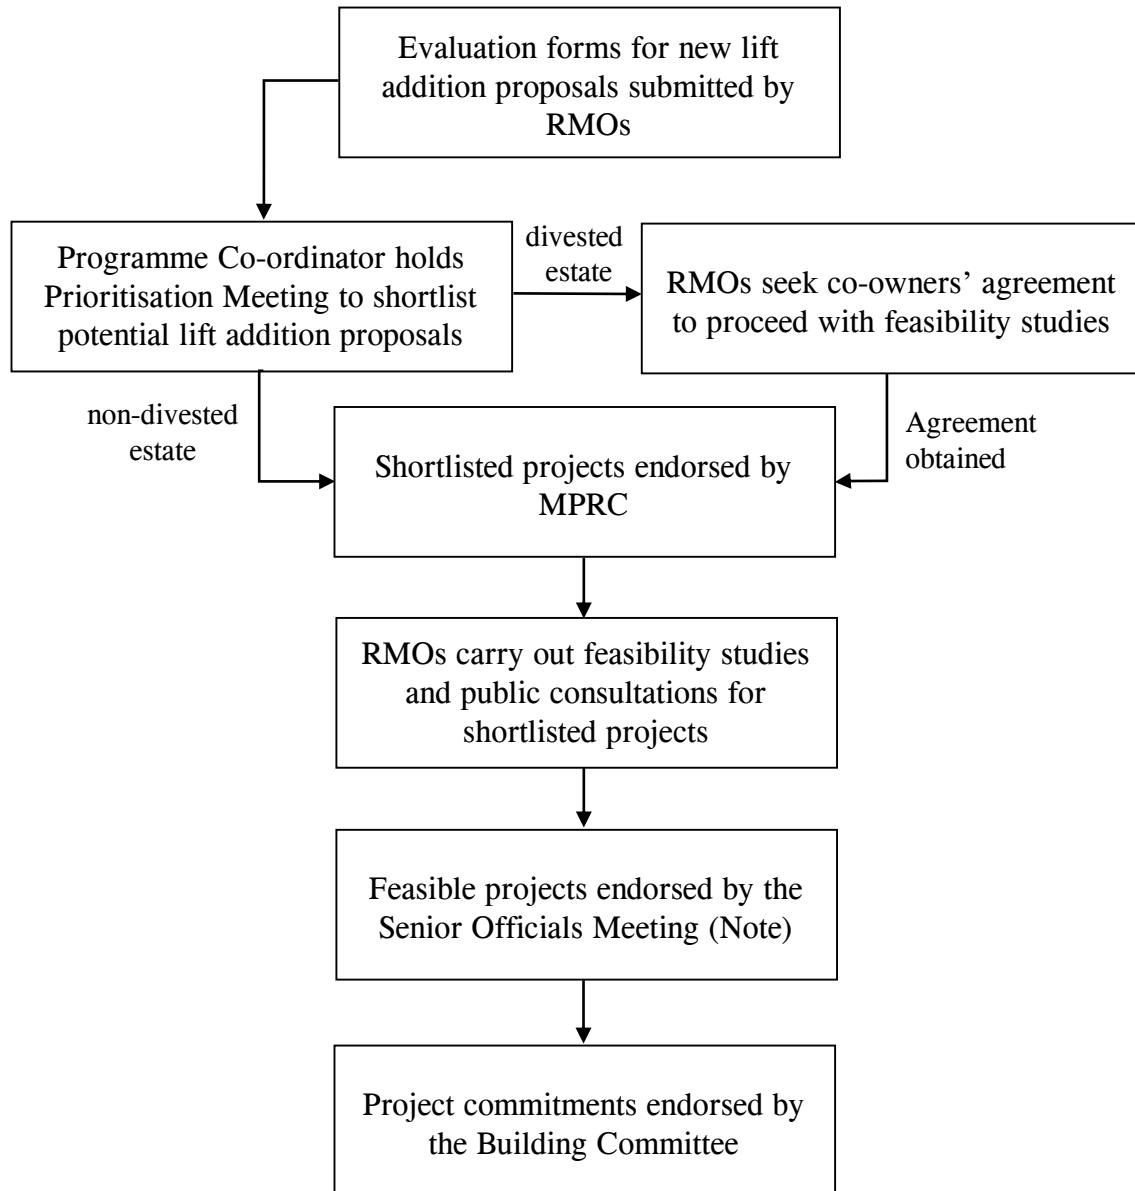 Evaluation forms for new lift
addition proposals submitted by
RMOs
Programme Co-ordinator holds
Prioritisation Meeting to shortlist
potential lift addition proposals
divested
estate
RMOs seek co-owners’ agreement
to proceed with feasibility studies
non-divested
estate
Agreement
obtained
Shortlisted projects endorsed by
MPRC
RMOs carry out feasibility studies
and public consultations for
shortlisted projects
Feasible projects endorsed by the
Senior Officials Meeting (Note)
Project commitments endorsed by
the Building Committee